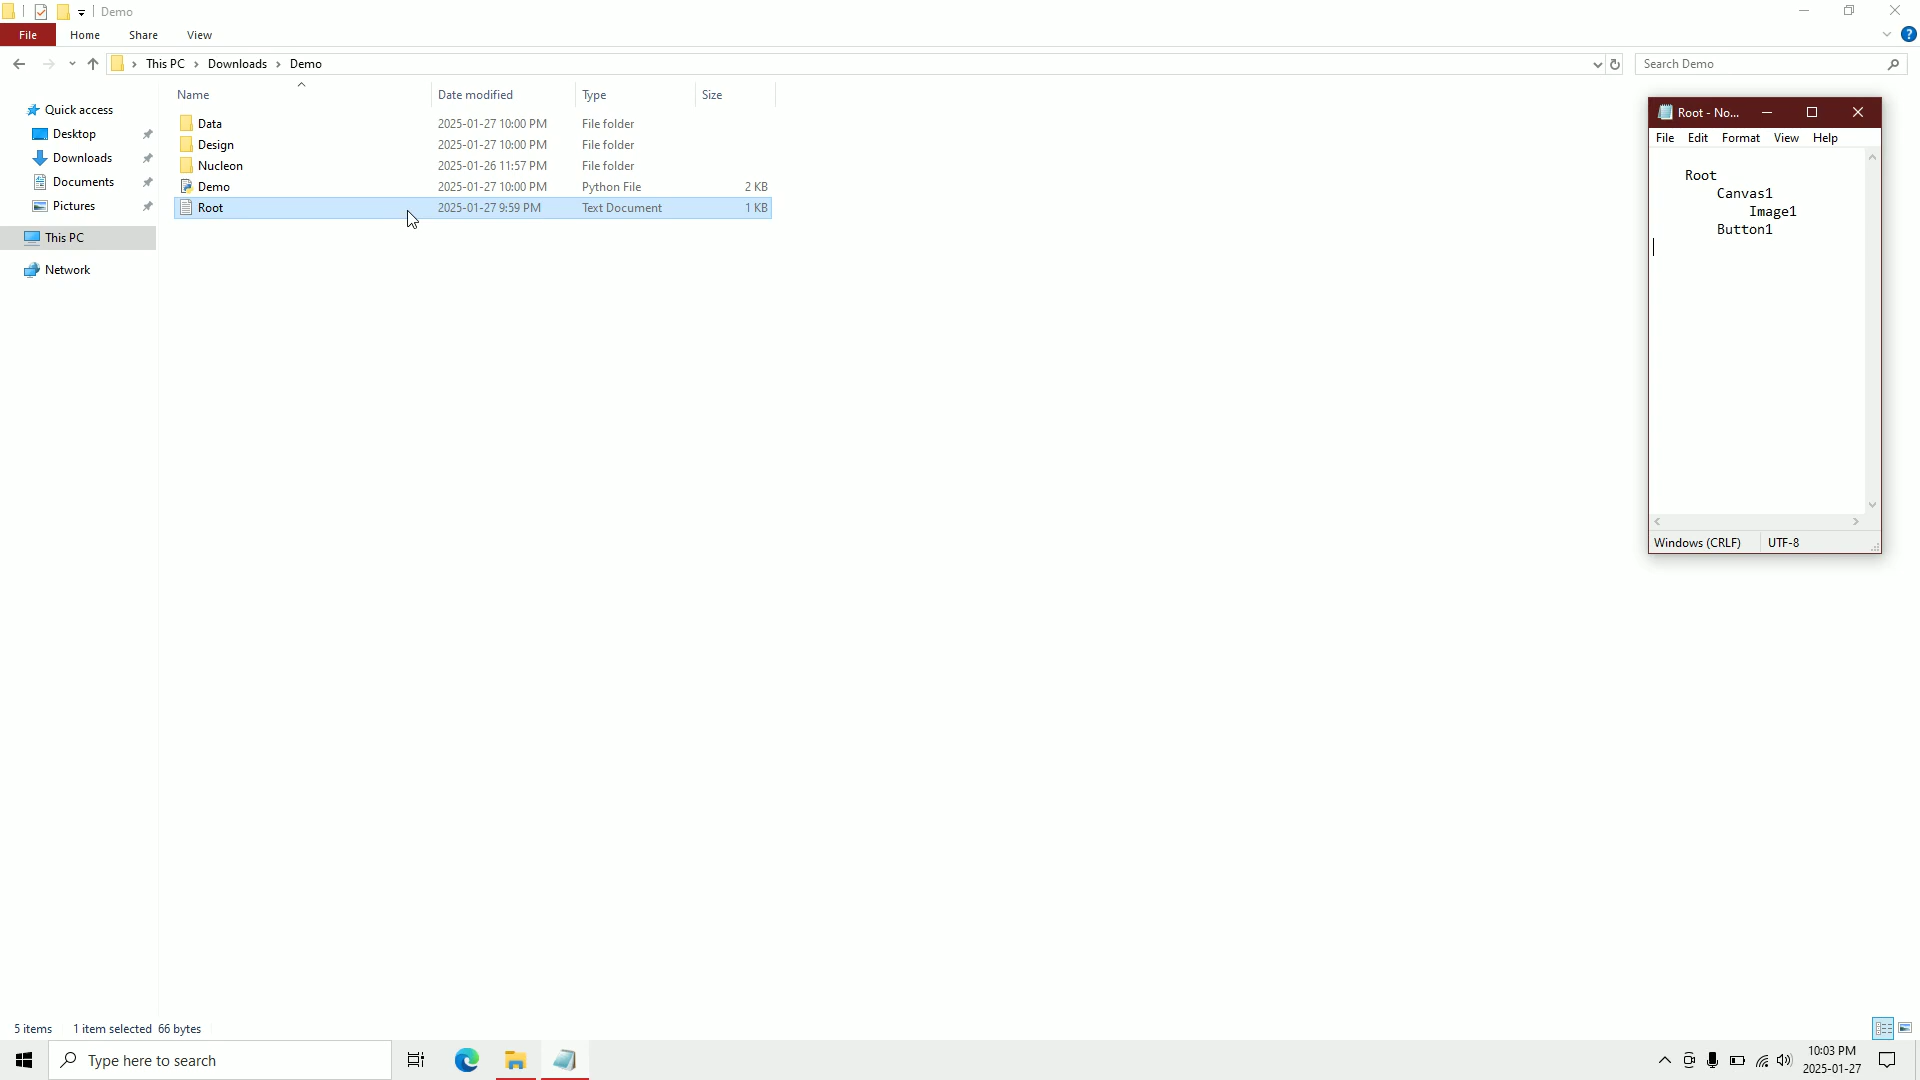 Demo
File Home Share View
This PC Downloads Demo
Search Demo
Name Date modified Type Size
Quick access
Desktop
Downloads
Documents
Pictures
This PC
Network
Data 2025-01-27 10:00 PM File folder
Design 2025-01-27 10:00 PM File folder
Nucleon 2025-01-26 11:57 PM File folder
Demo 2025-01-27 10:00 PM Python File 2 KB
Root 2025-01-27 9:59 PM Text Document 1 KB
Root - No...
File Edit Format View Help
Root
Canvas1
Image1
Button1
Windows (CRLF) UTF-8
5 items 1 item selected 66 bytes
Type here to search
10:03 PM
2025-01-27